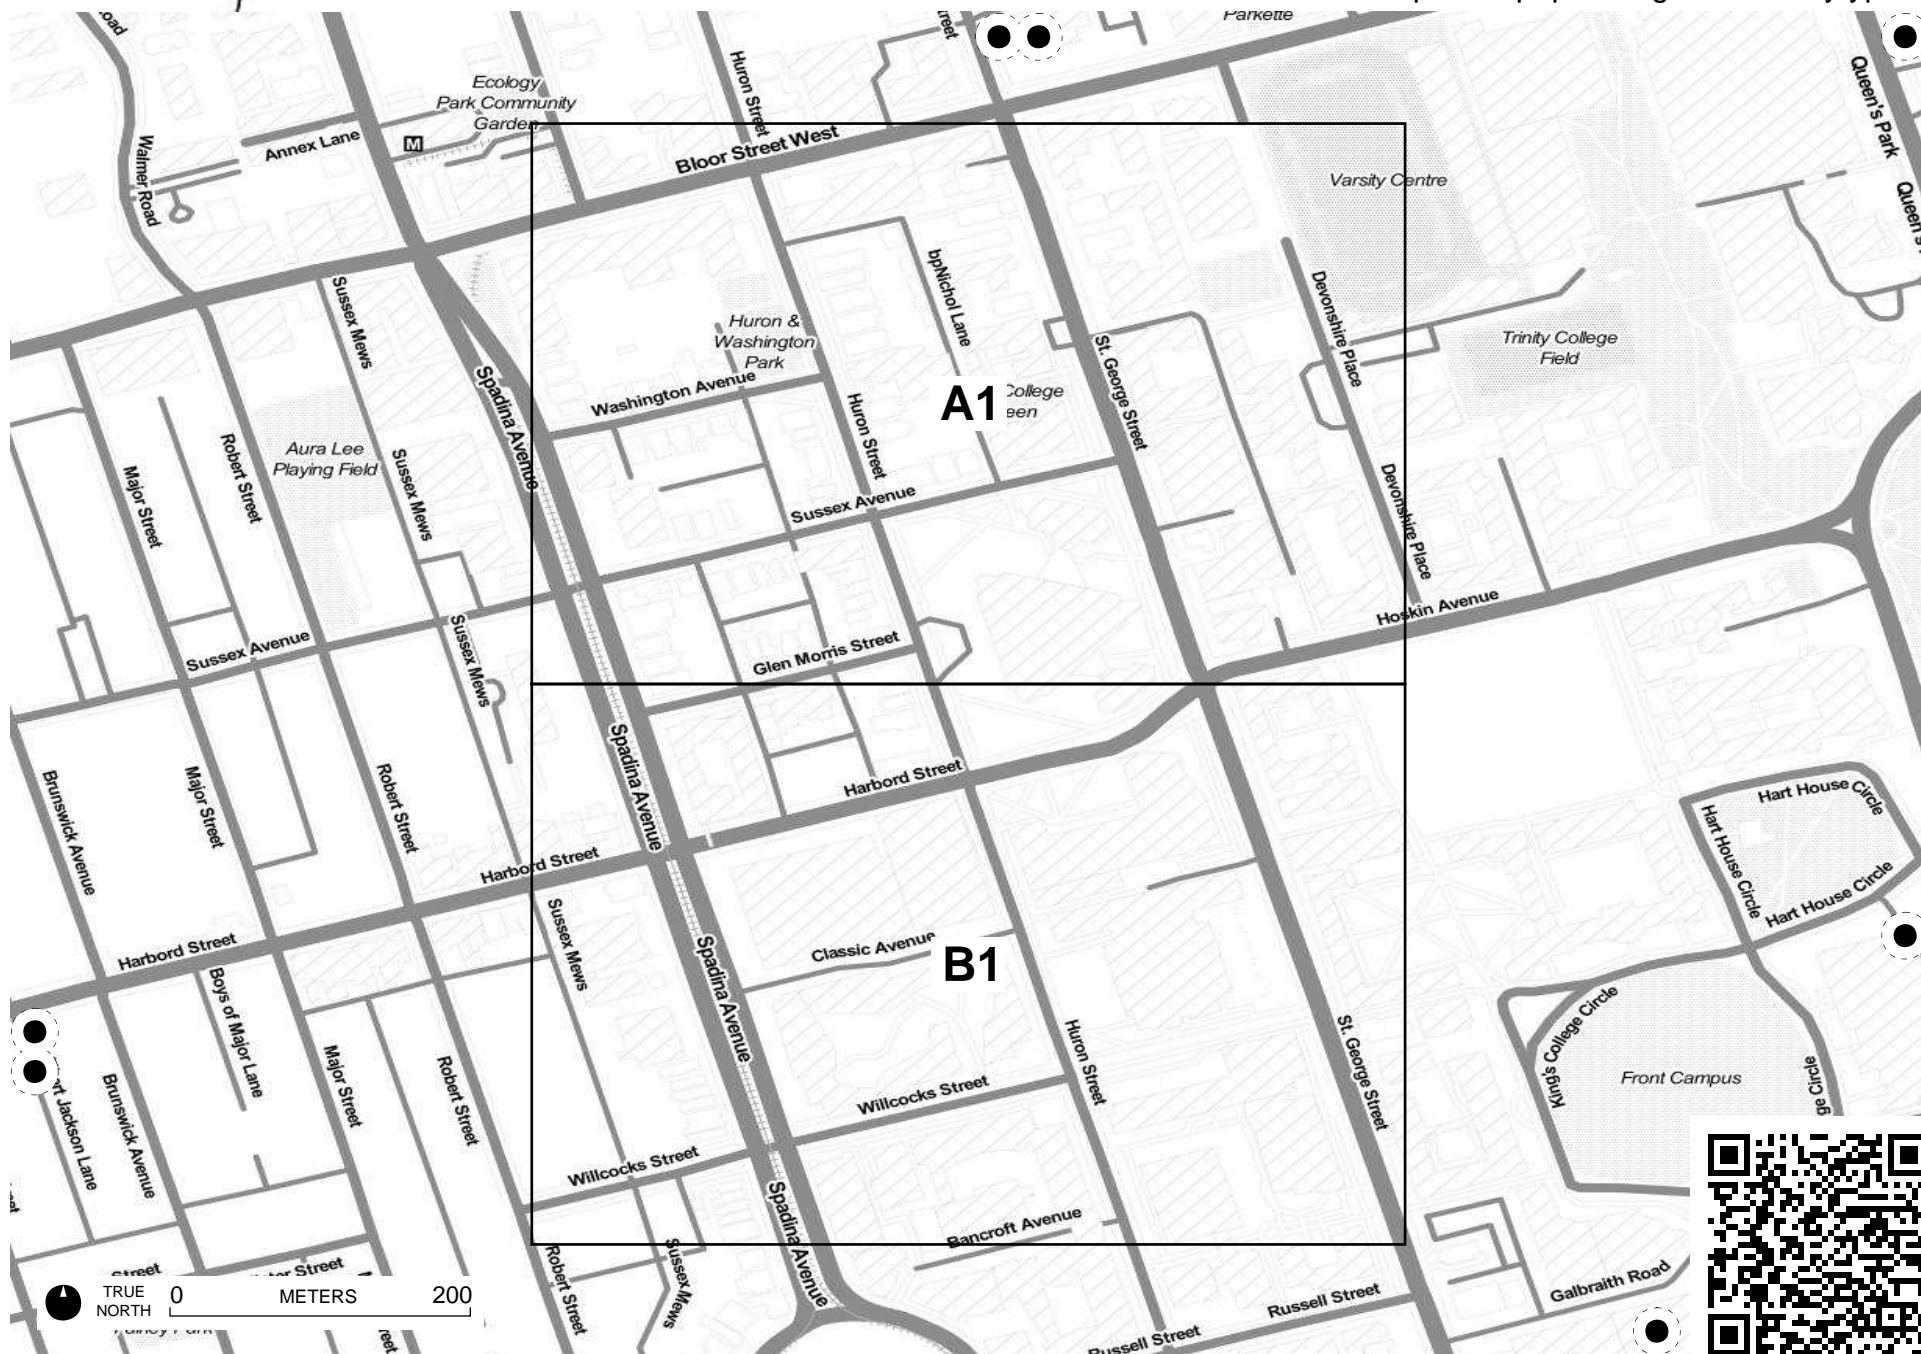 Parkette
Ecology
Park Community
Garden
Huron Street
Queen's Park
Annex Lane
M
Walmer Road
Bloor Street West
Varsity Centre
Sussex Mews
bpNichol Lane
Devonshire Place
Huron &
Washington
Park
Trinity College
Field
St. George Street
Spadina Avenue
Washington Avenue
A1
College
Huron Street
Aura Lee
Playing Field
Robert Street
Major Street
Sussex Mews
Sussex Avenue
Devonshire Place
Hoskin Avenue
Sussex Avenue
Sussex Mews
Glen Morris Street
Spadina Avenue
Harbord Street
Brunswick Avenue
Major Street
Robert Street
Hart House Circle
Hart House Circle
Hart House Circle
Harbord Street
Sussex Mews
Classic Avenue
B1
Spadina Avenue
Harbord Street
Boys of Major Lane
King's College Circle
Huron Street
St. George Street
Front Campus
Major Street
Robert Street
Brunswick Avenue
Jackson Lane
Willcocks Street
Willcocks Street
Spadina Avenue
Bancroft Avenue
Robert Street
Sussex Mews
Street
Street
TRUE
NORTH
0 METERS 200
Galbraith Road
Russell Street
Russell Street